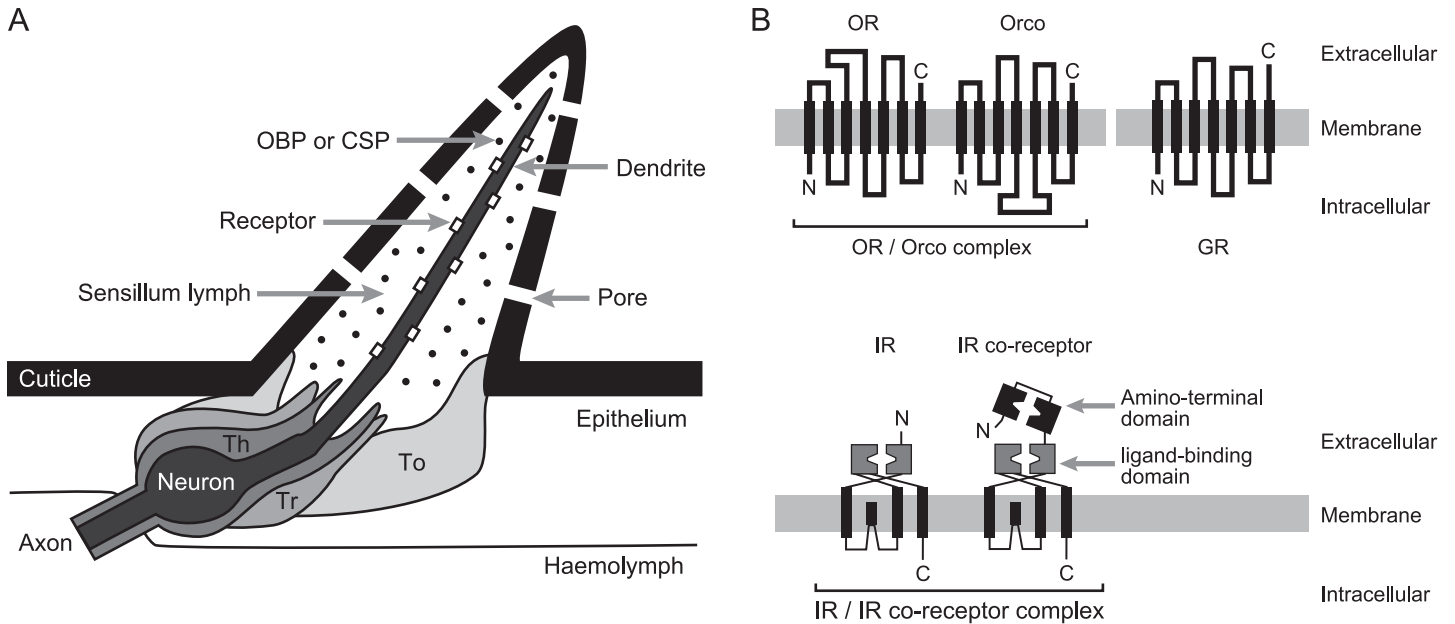 A
OBP or CSP
Dendrite
Receptor
Sensillum lymph
Pore
Cuticle
Epithelium
Th
To
Neuron
Tr
Axon
Haemolymph
B
OR
Orco
C
C
C
Extracellular
Membrane
N
N
N
Intracellular
OR / Orco complex
GR
IR
IR co-receptor
Amino-terminal
domain
N
N
Extracellular
ligand-binding
domain
Membrane
C
C
Intracellular
IR / IR co-receptor complex